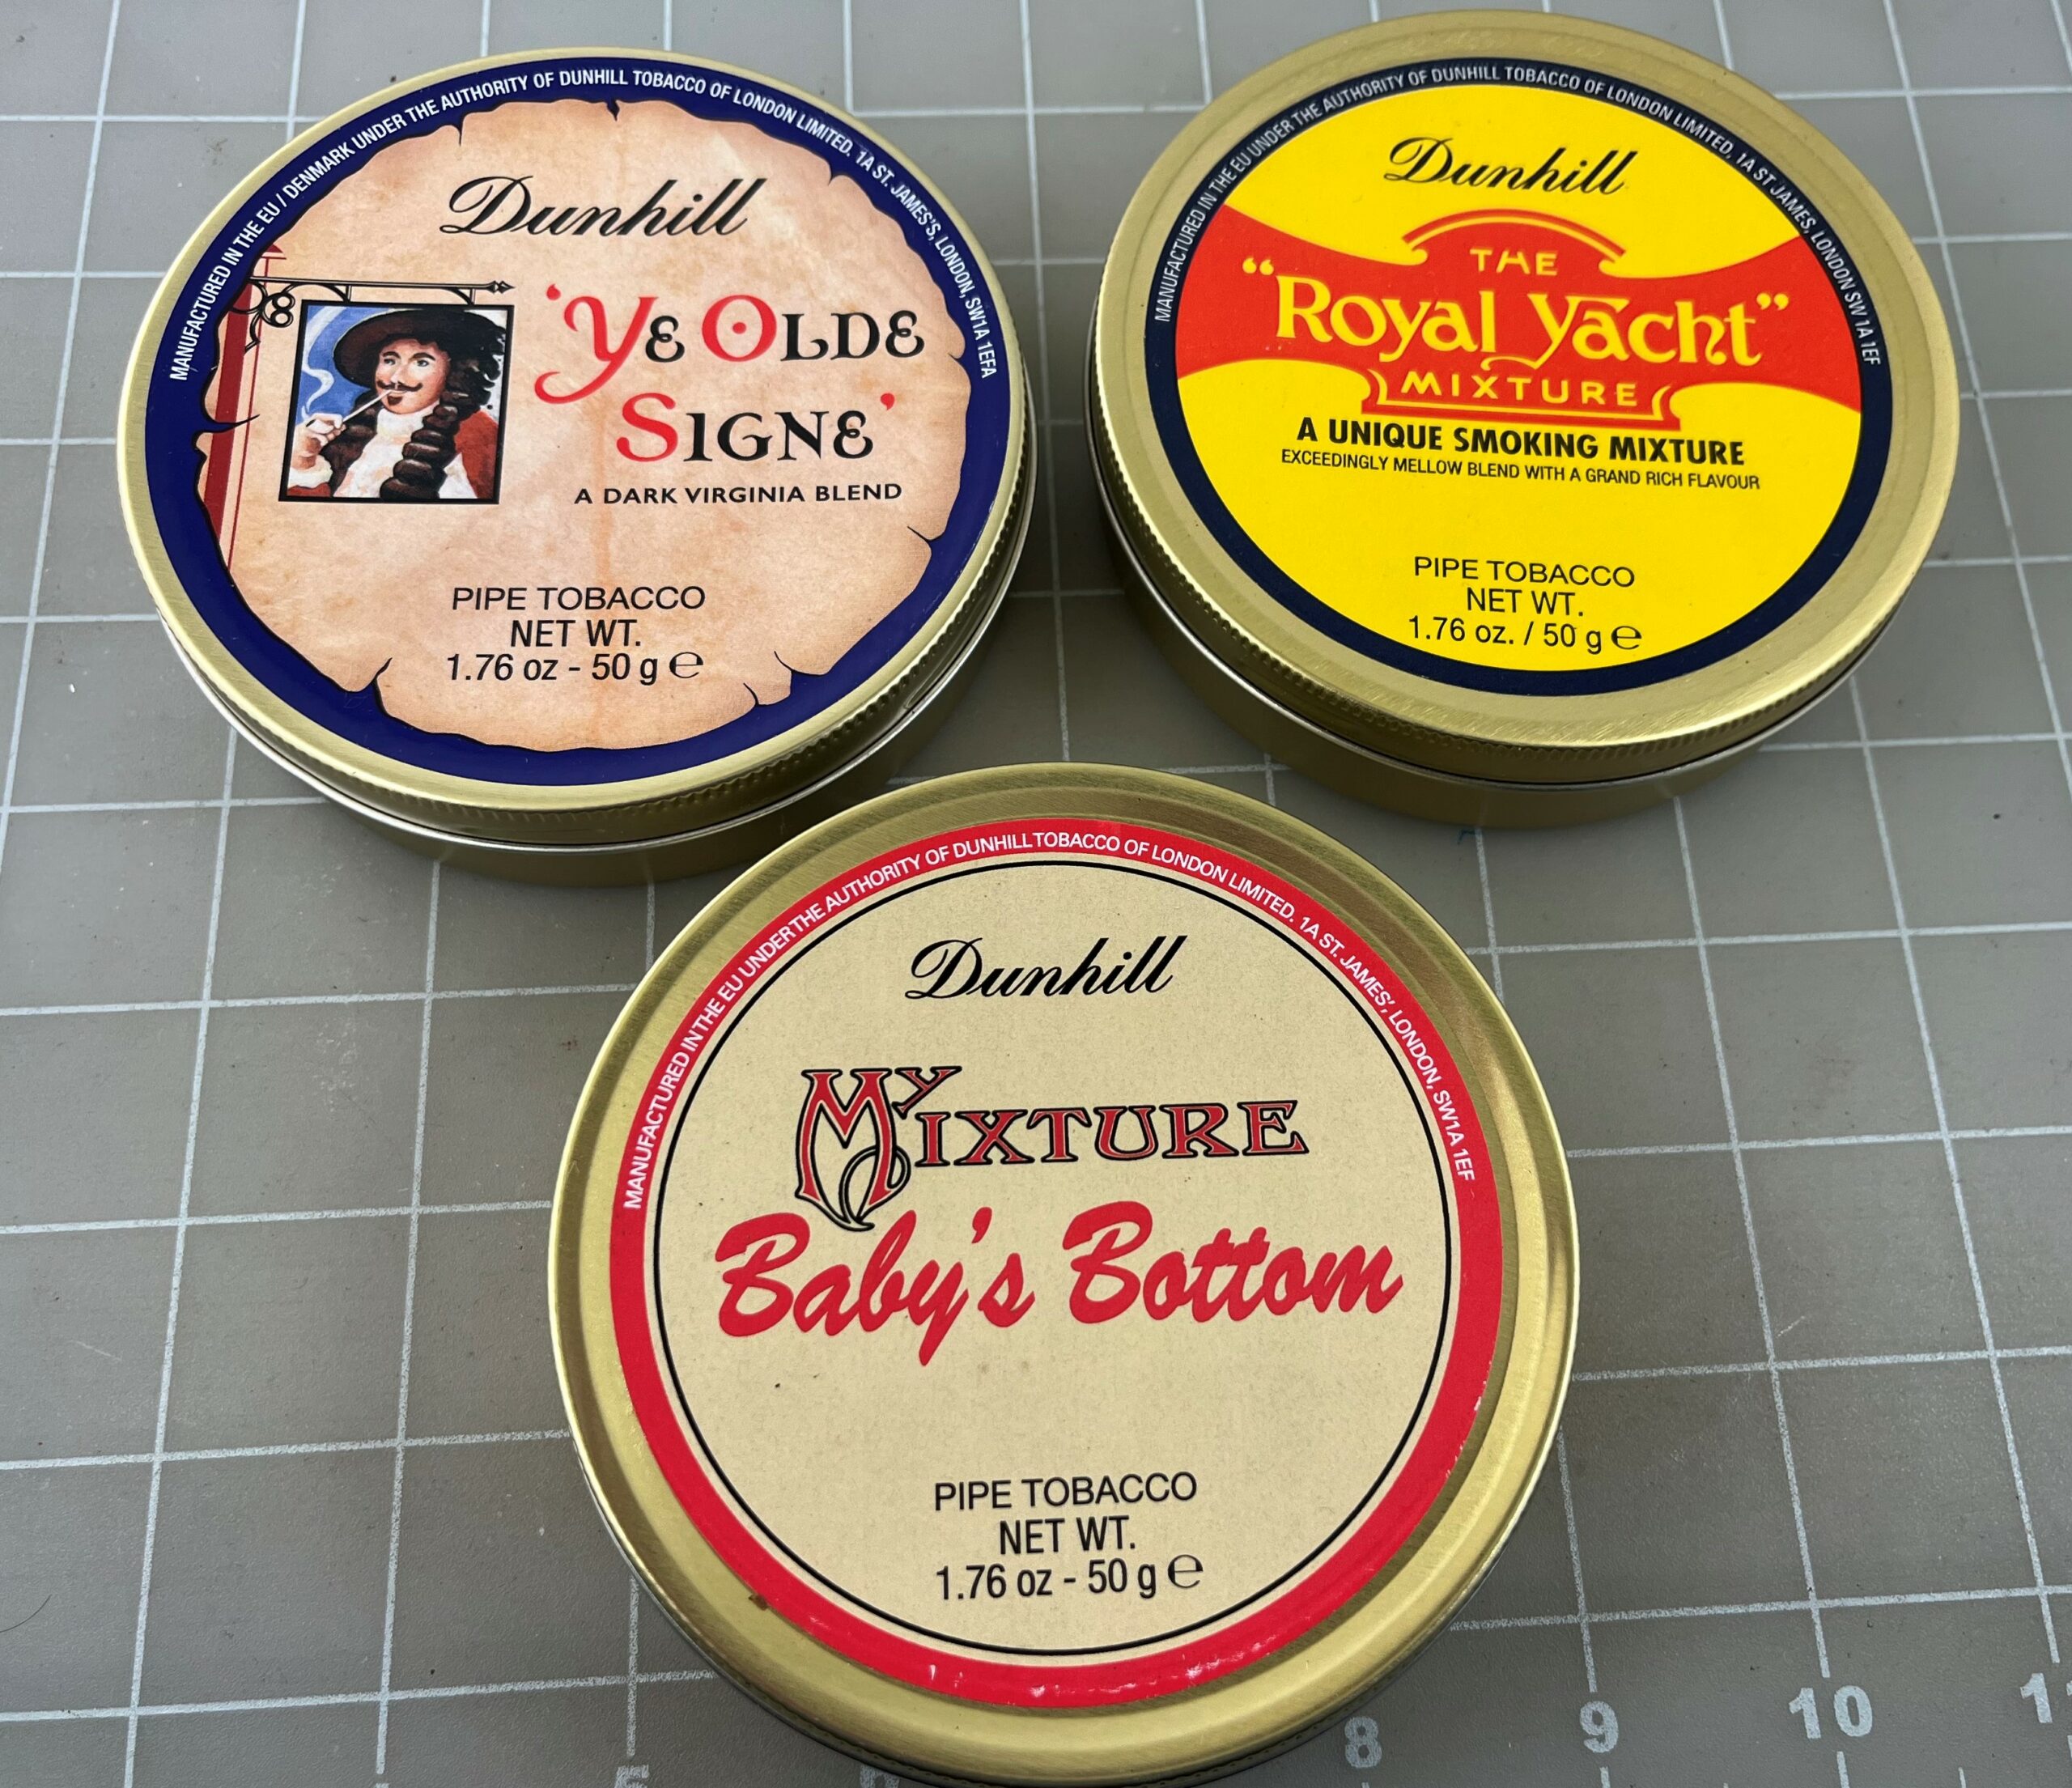 MANUFACTURED IN THE EU / DENMARK UNDER THE AUTHORITY OF DUNHILL TOBACCO OF LONDON LIMITED. 1A ST. JAMES'S, LONDON, SW1A 1EFA
Dunhill
'YE OLDE
SIGNE'
A DARK VIRGINIA BLEND
PIPE TOBACCO
NET WT.
1.76 oz - 50 g ℮
MANUFACTURED IN THE EU UNDER THE AUTHORITY OF DUNHILL TOBACCO OF LONDON LIMITED, 1A ST JAMES, LONDON SW 1A 1EF
Dunhill
THE
"Royal Yacht"
MIXTURE
A UNIQUE SMOKING MIXTURE
EXCEEDINGLY MELLOW BLEND WITH A GRAND RICH FLAVOUR
PIPE TOBACCO
NET WT.
1.76 oz. / 50 g ℮
MANUFACTURED IN THE EU UNDER THE AUTHORITY OF DUNHILL TOBACCO OF LONDON LIMITED. 1A ST. JAMES', LONDON, SW1A 1EF
Dunhill
MY MIXTURE
Baby's Bottom
PIPE TOBACCO
NET WT.
1.76 oz - 50 g ℮
8 9 10